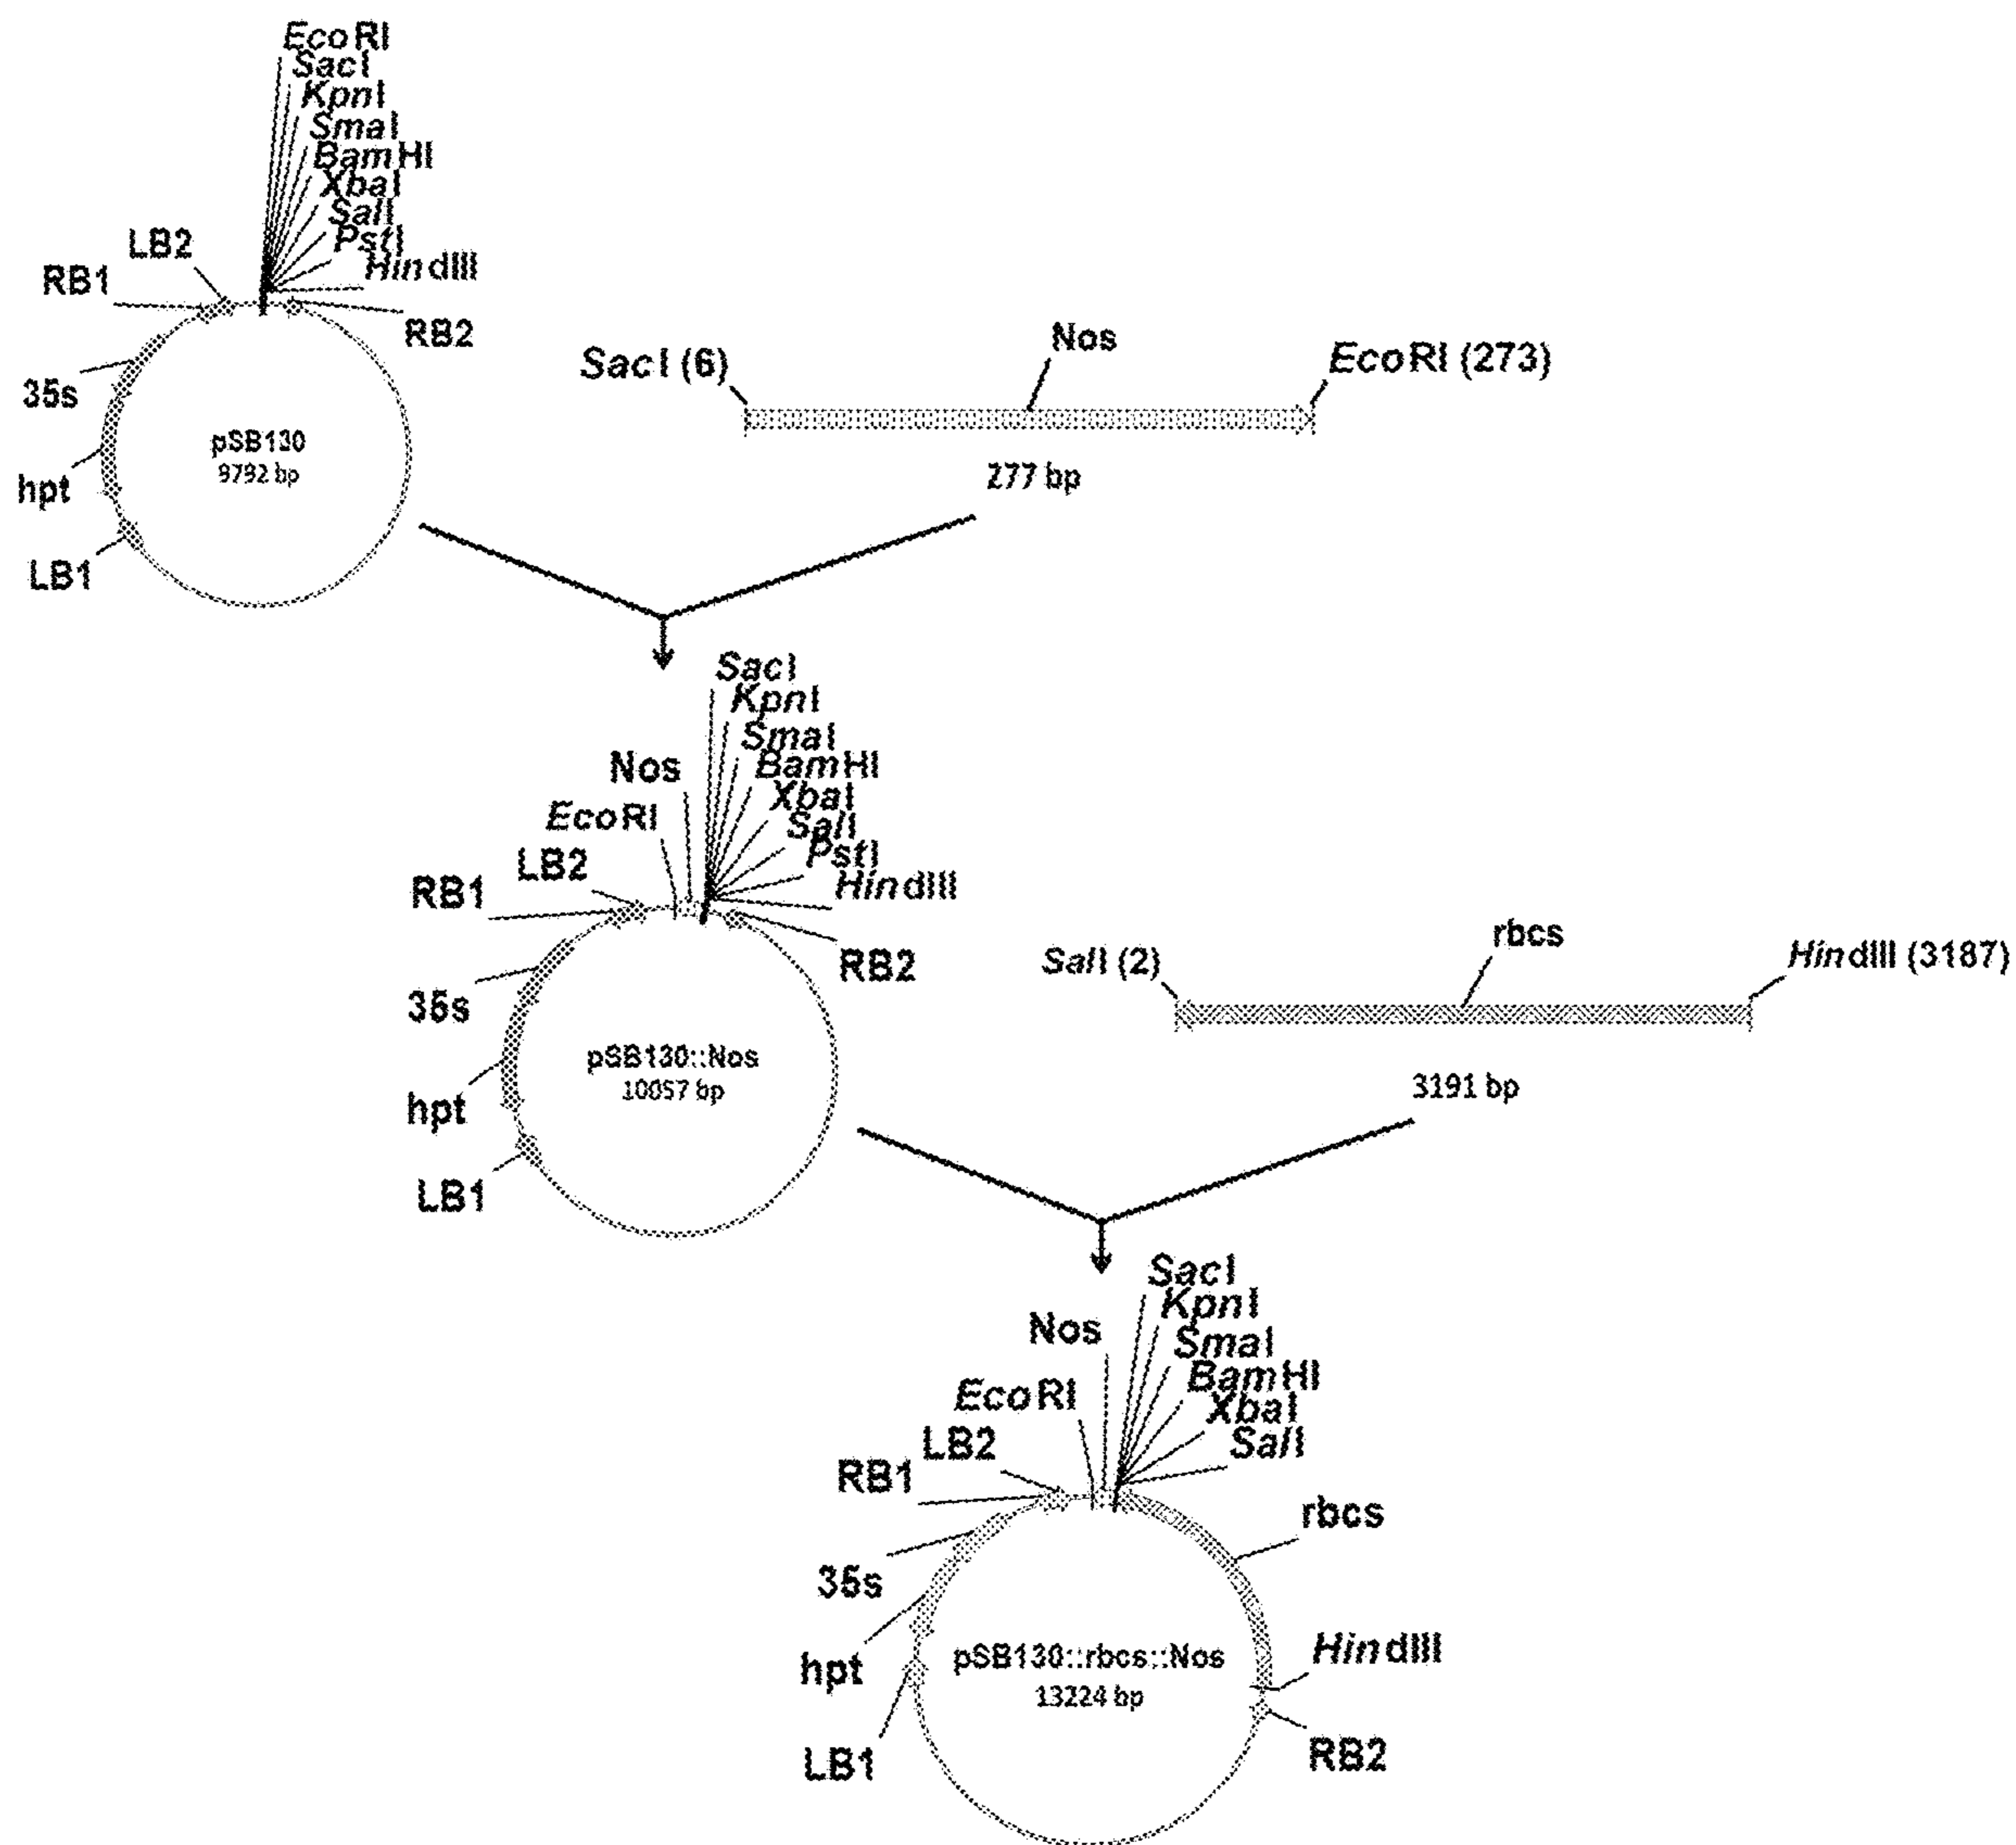 EcoRI
SacI
KpnI
SmaI
BamHI
XbaI
SalI
PstI
HindIII
LB2
RB1
RB2
35s
hpt
LB1
pSB130
9792 bp
SacI (6)
Nos
EcoRI (273)
277 bp
SacI
KpnI
SmaI
BamHI
XbaI
SalI
PstI
HindIII
Nos
EcoRI
LB2
RB1
RB2
35s
hpt
LB1
pSB130::Nos
10057 bp
SalI (2)
rbcs
HindIII (3187)
3191 bp
SacI
KpnI
SmaI
BamHI
XbaI
SalI
Nos
EcoRI
LB2
RB1
rbcs
35s
hpt
HindIII
LB1
RB2
pSB130::rbcs::Nos
13224 bp